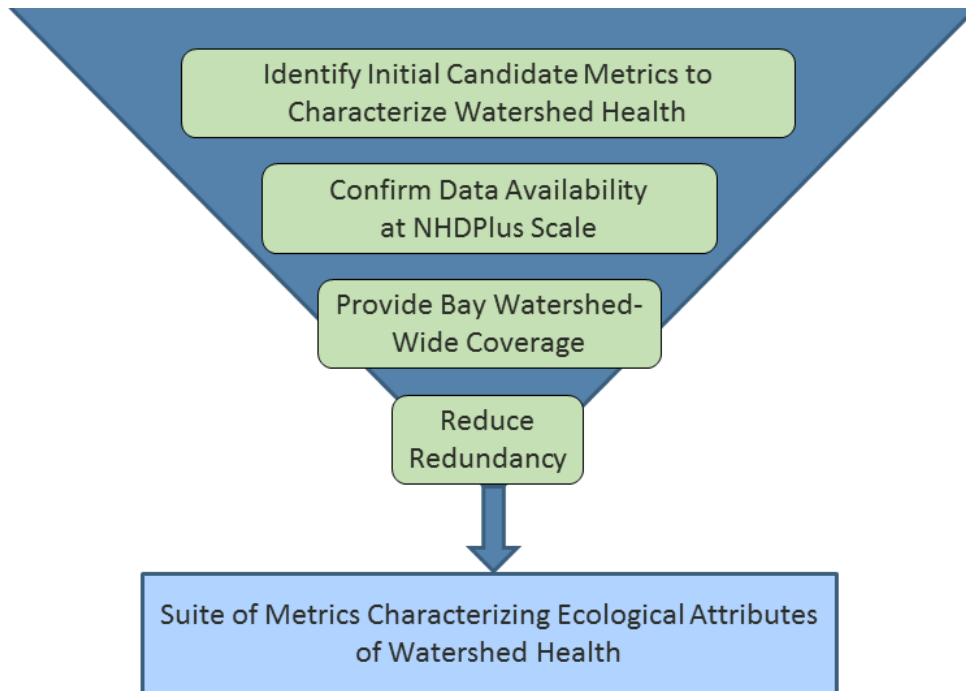 Identify Initial Candidate Metrics to
Characterize Watershed Health
Confirm Data Availability
at NHDPlus Scale
Provide Bay Watershed-
Wide Coverage
Reduce
Redundancy
Suite of Metrics Characterizing Ecological Attributes
of Watershed Health